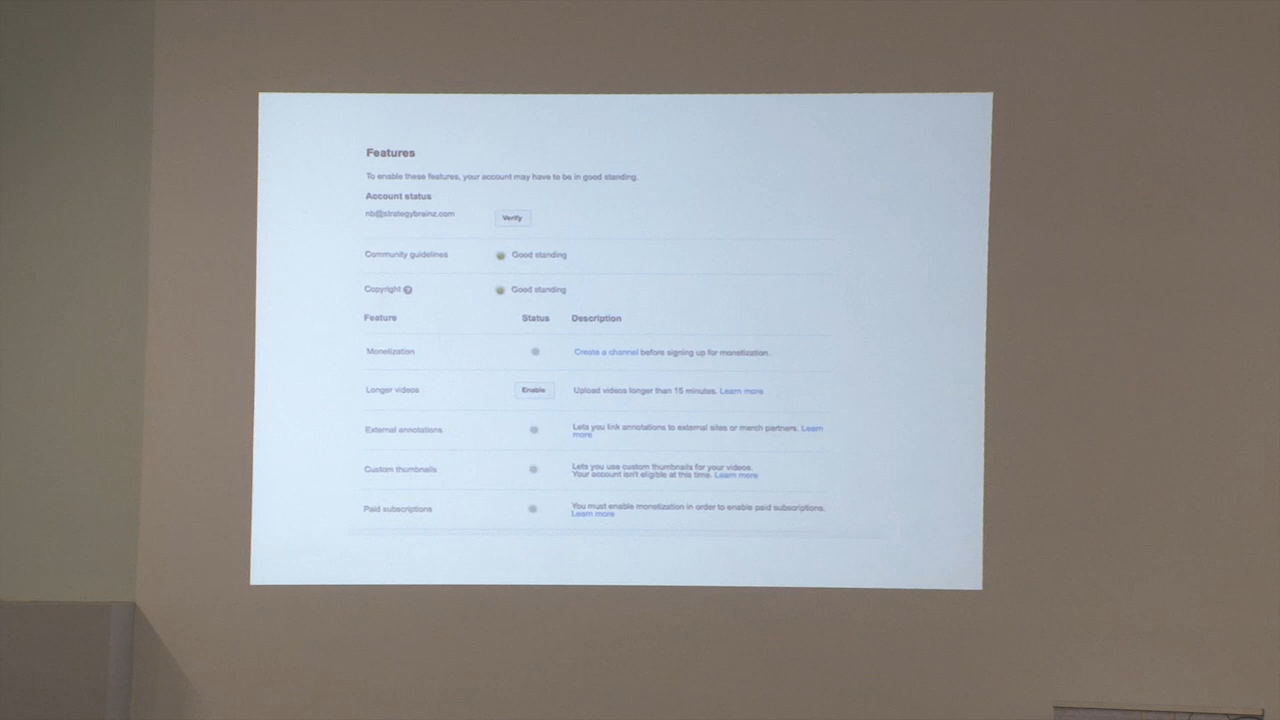 Features
To enable these features, your account may have to be in good standing.
Account status
nb@strategybrainz.com Verify
Community guidelines Good standing
Copyright ? Good standing
Feature Status Description
Monetization Create a channel before signing up for monetization.
Longer videos Enable Upload videos longer than 15 minutes. Learn more
External annotations Lets you link annotations to external sites or merch partners. Learn
more
Custom thumbnails Lets you use custom thumbnails for your videos.
Your account isn't eligible at this time. Learn more
Paid subscriptions You must enable monetization in order to enable paid subscriptions.
Learn more